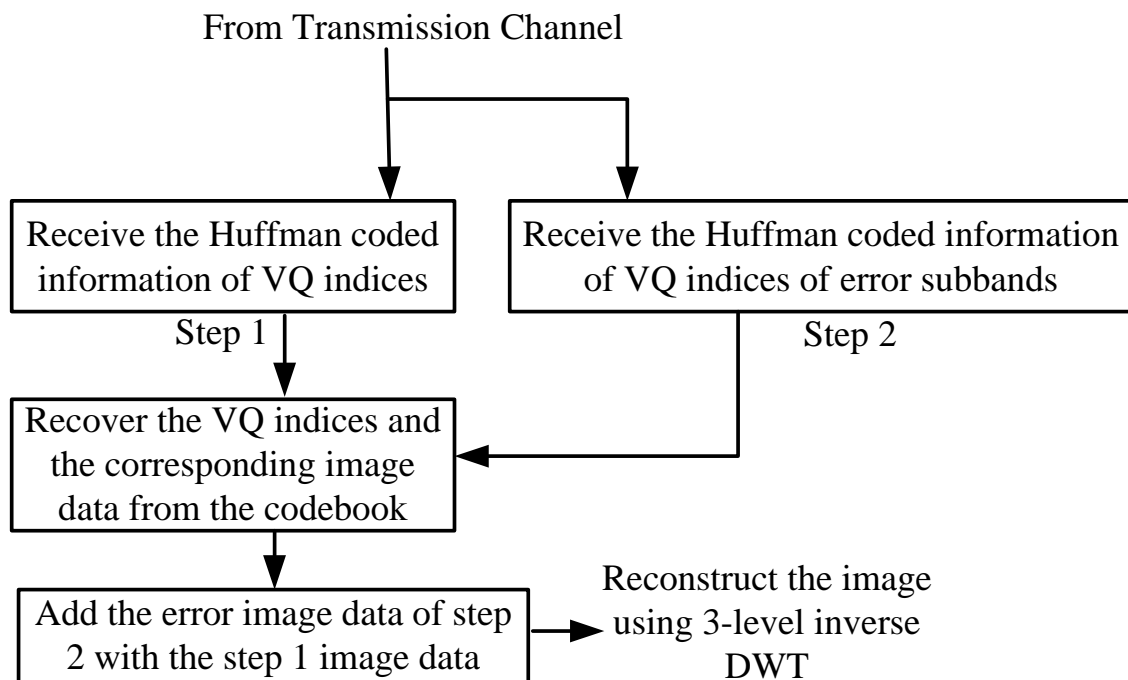 From Transmission Channel
Receive the Huffman coded
information of VQ indices
Receive the Huffman coded information
of VQ indices of error subbands
Step 1
Step 2
Recover the VQ indices and
the corresponding image
data from the codebook
Add the error image data of step
2 with the step 1 image data
Reconstruct the image
using 3-level inverse
DWT